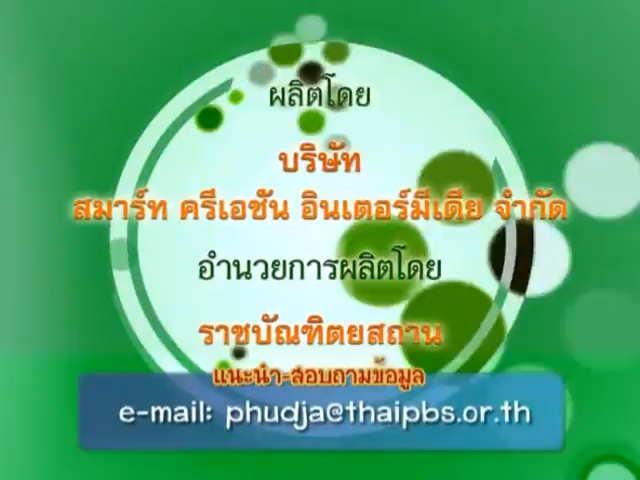 ผลิตโดย
บริษัท
สมาร์ท ครีเอชัน อินเตอร์มีเดีย จำกัด
อำนวยการผลิตโดย
ราชบัณฑิตยสถาน
แนะนำ-สอบถามข้อมูล
e-mail: phudja@thaipbs.or.th